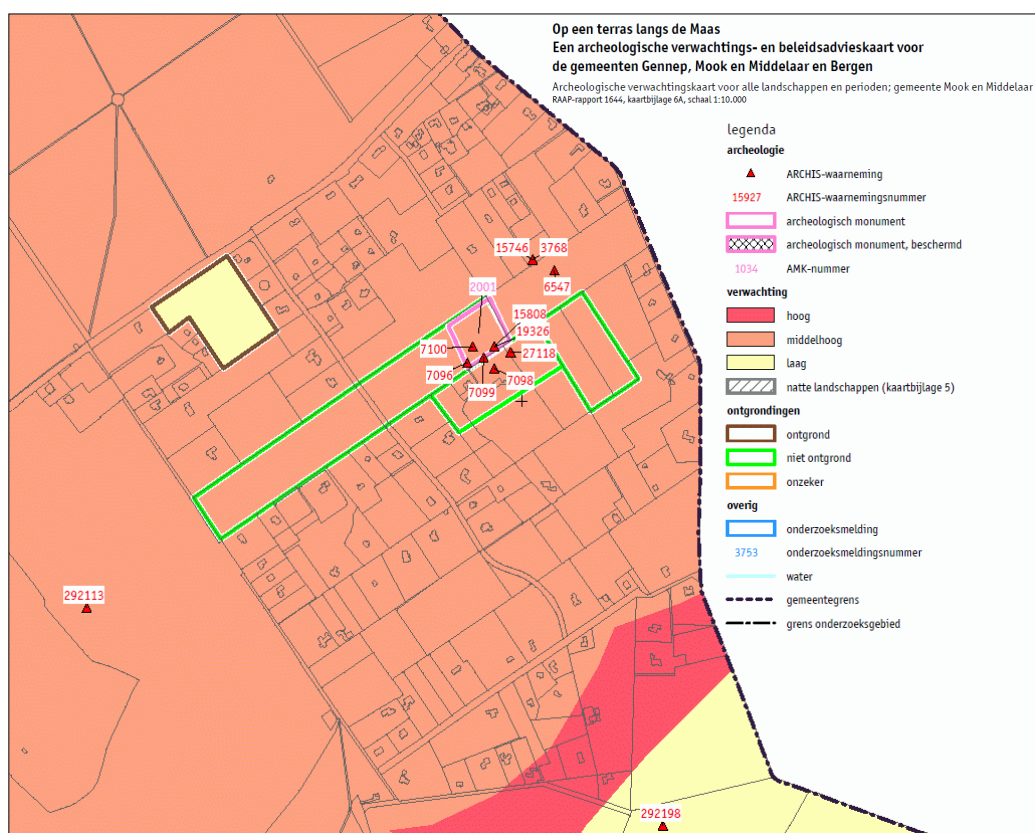 Op een terras langs de Maas
Een archeologische verwachtings- en beleidsadvieskaart voor
de gemeenten Gennep, Mook en Middelaar en Bergen
Archeologische verwachtingskaart voor alle landschappen en perioden; gemeente Mook en Middelaar
RAAP-rapport 1644, kaartbijlage 6A, schaal 1:10.000
legenda
archeologie
ARCHIS-waarneming
15927 ARCHIS-waarnemingsnummer
archeologisch monument
archeologisch monument, beschermd
1034 AMK-nummer
verwachting
hoog
middelhoog
laag
natte landschappen (kaartbijlage 5)
ontgrondingen
ontgrond
niet ontgrond
onzeker
overig
onderzoeksmelding
3753 onderzoeksmeldingsnummer
water
gemeentegrens
grens onderzoeksgebied
15746 3768
6547
2001
15808
19326
7100
27118
7096
7098
7099
292113
292198